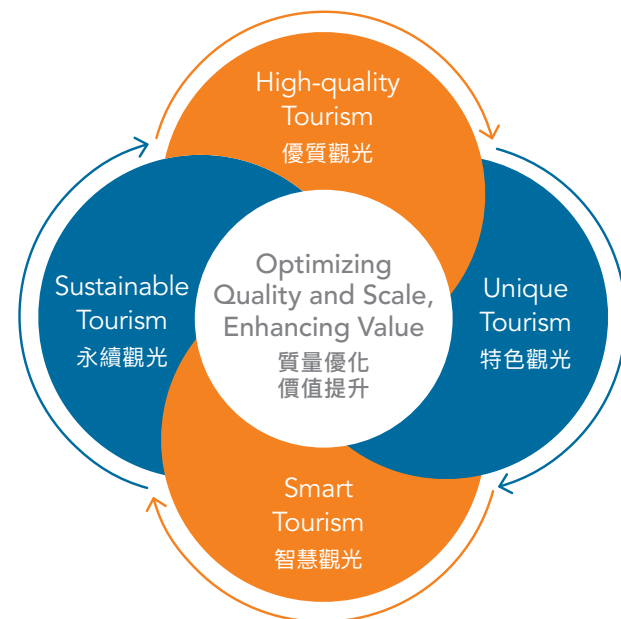 High-quality
Tourism
優質觀光
Sustainable
Tourism
永續觀光
Optimizing
Quality and Scale,
Enhancing Value
質量優化
價值提升
Unique
Tourism
特色觀光
Smart
Tourism
智慧觀光